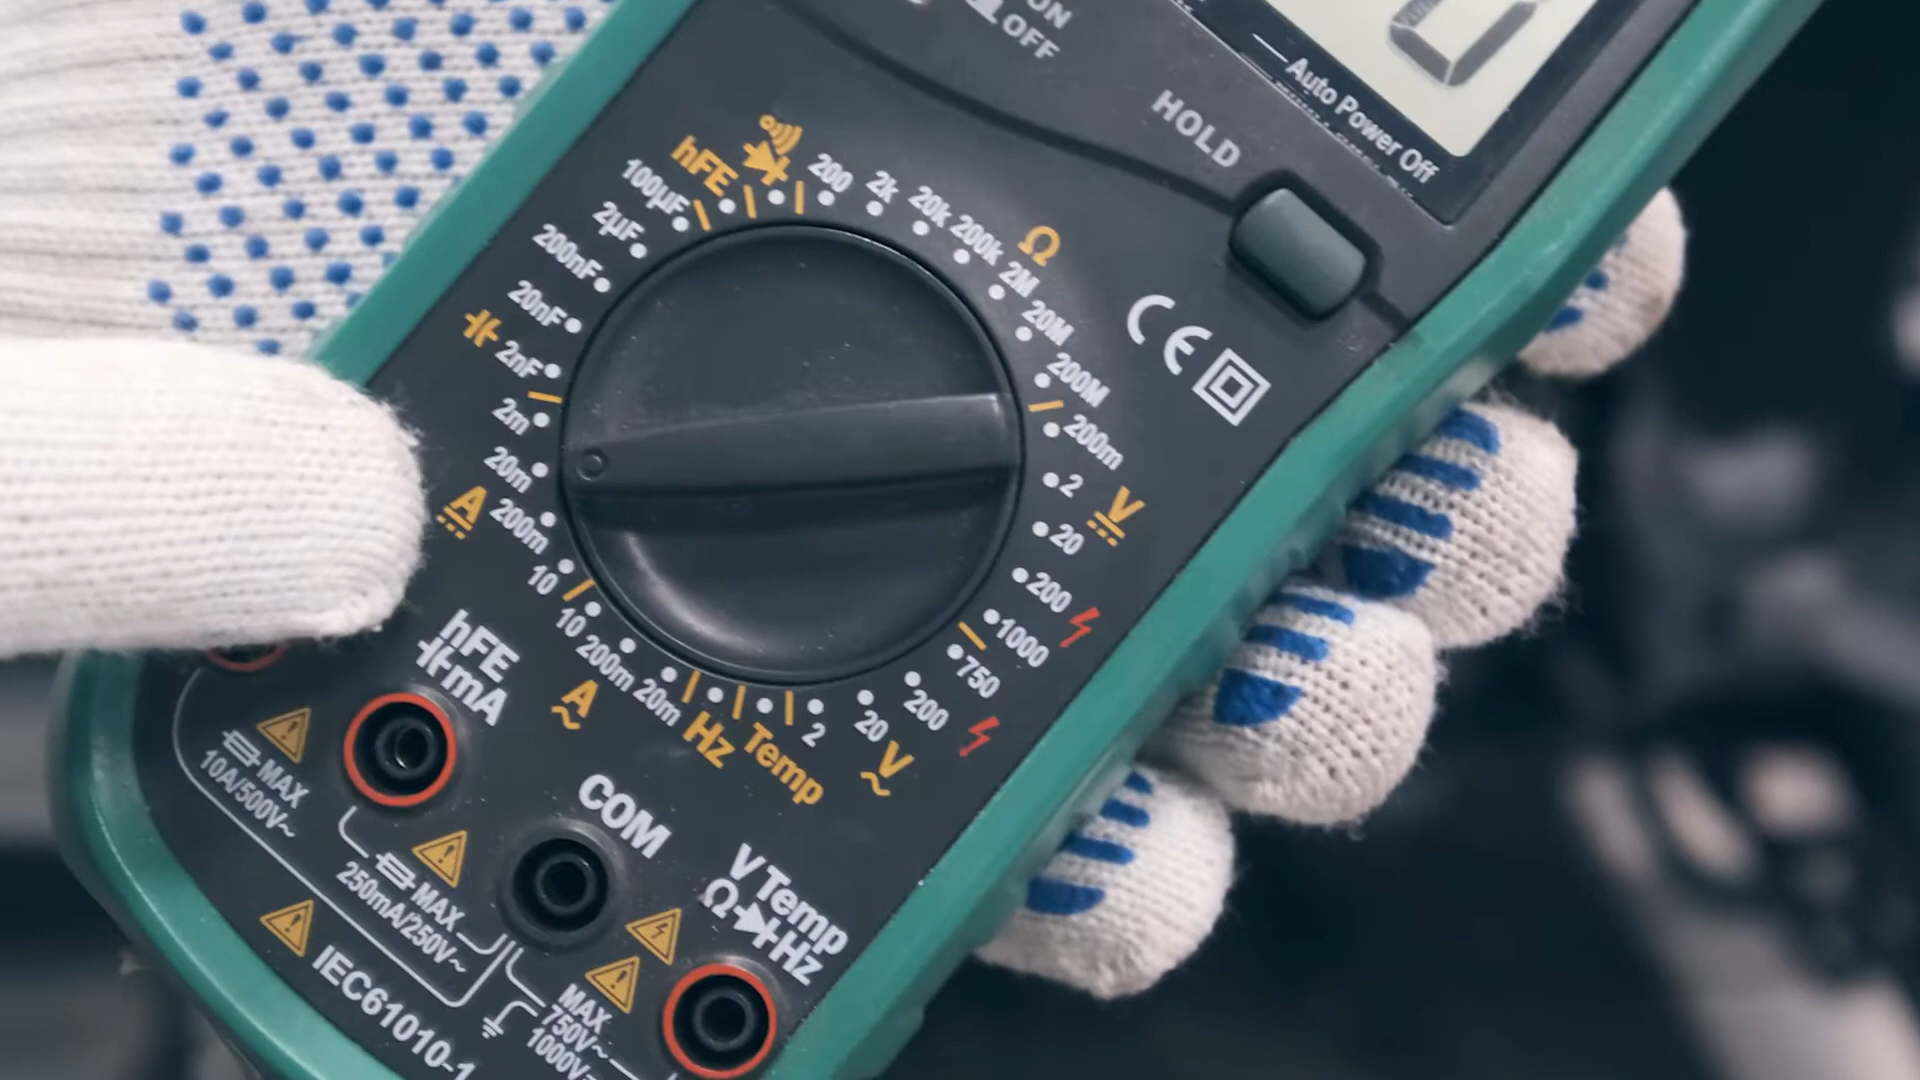 ON
OFF
HOLD
Auto Power Off
hFE
200
2k
20k
200k
2M
20M
200M
Ω
100µF
2µF
200nF
20nF
2nF
2m
20m
200m
10
A
200m
2
20
200
1000
V
CE
10
200m
20m
A
Hz
Temp
2
20
200
750
V
hFE
mA
COM
V Temp
Ω Hz
MAX
10A/500V~
MAX
250mA/250V~
MAX
750V~
1000V
IEC61010-1